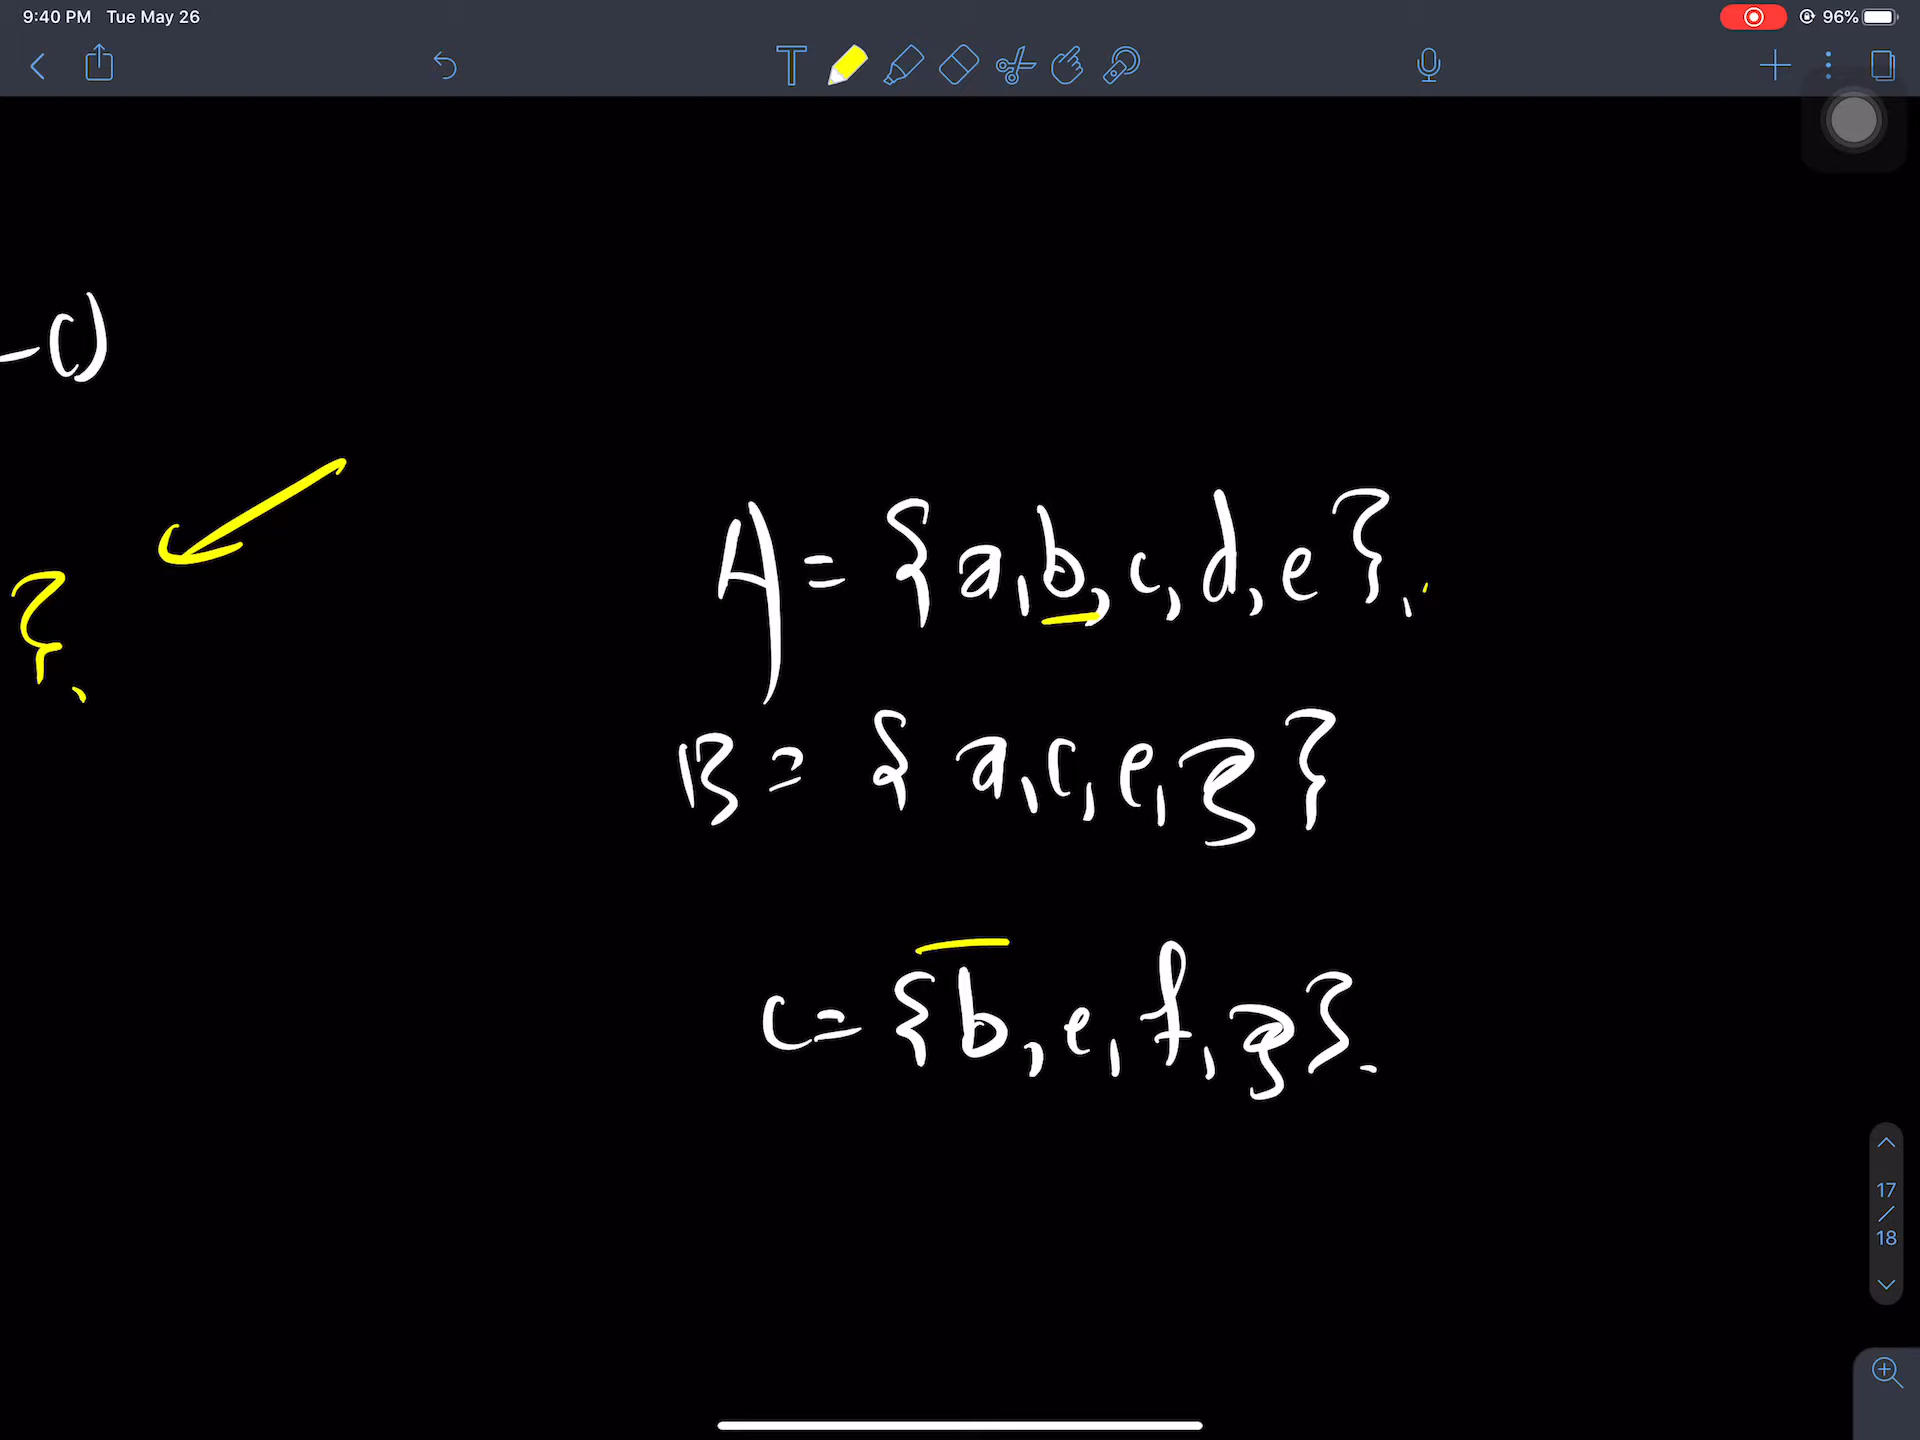 9:40 PM Tue May 26
96%
-C)
}.
A = {a, b, c, d, e},
B = { a, c, e, g }
C = {b, e, f, g}.
17
/
18